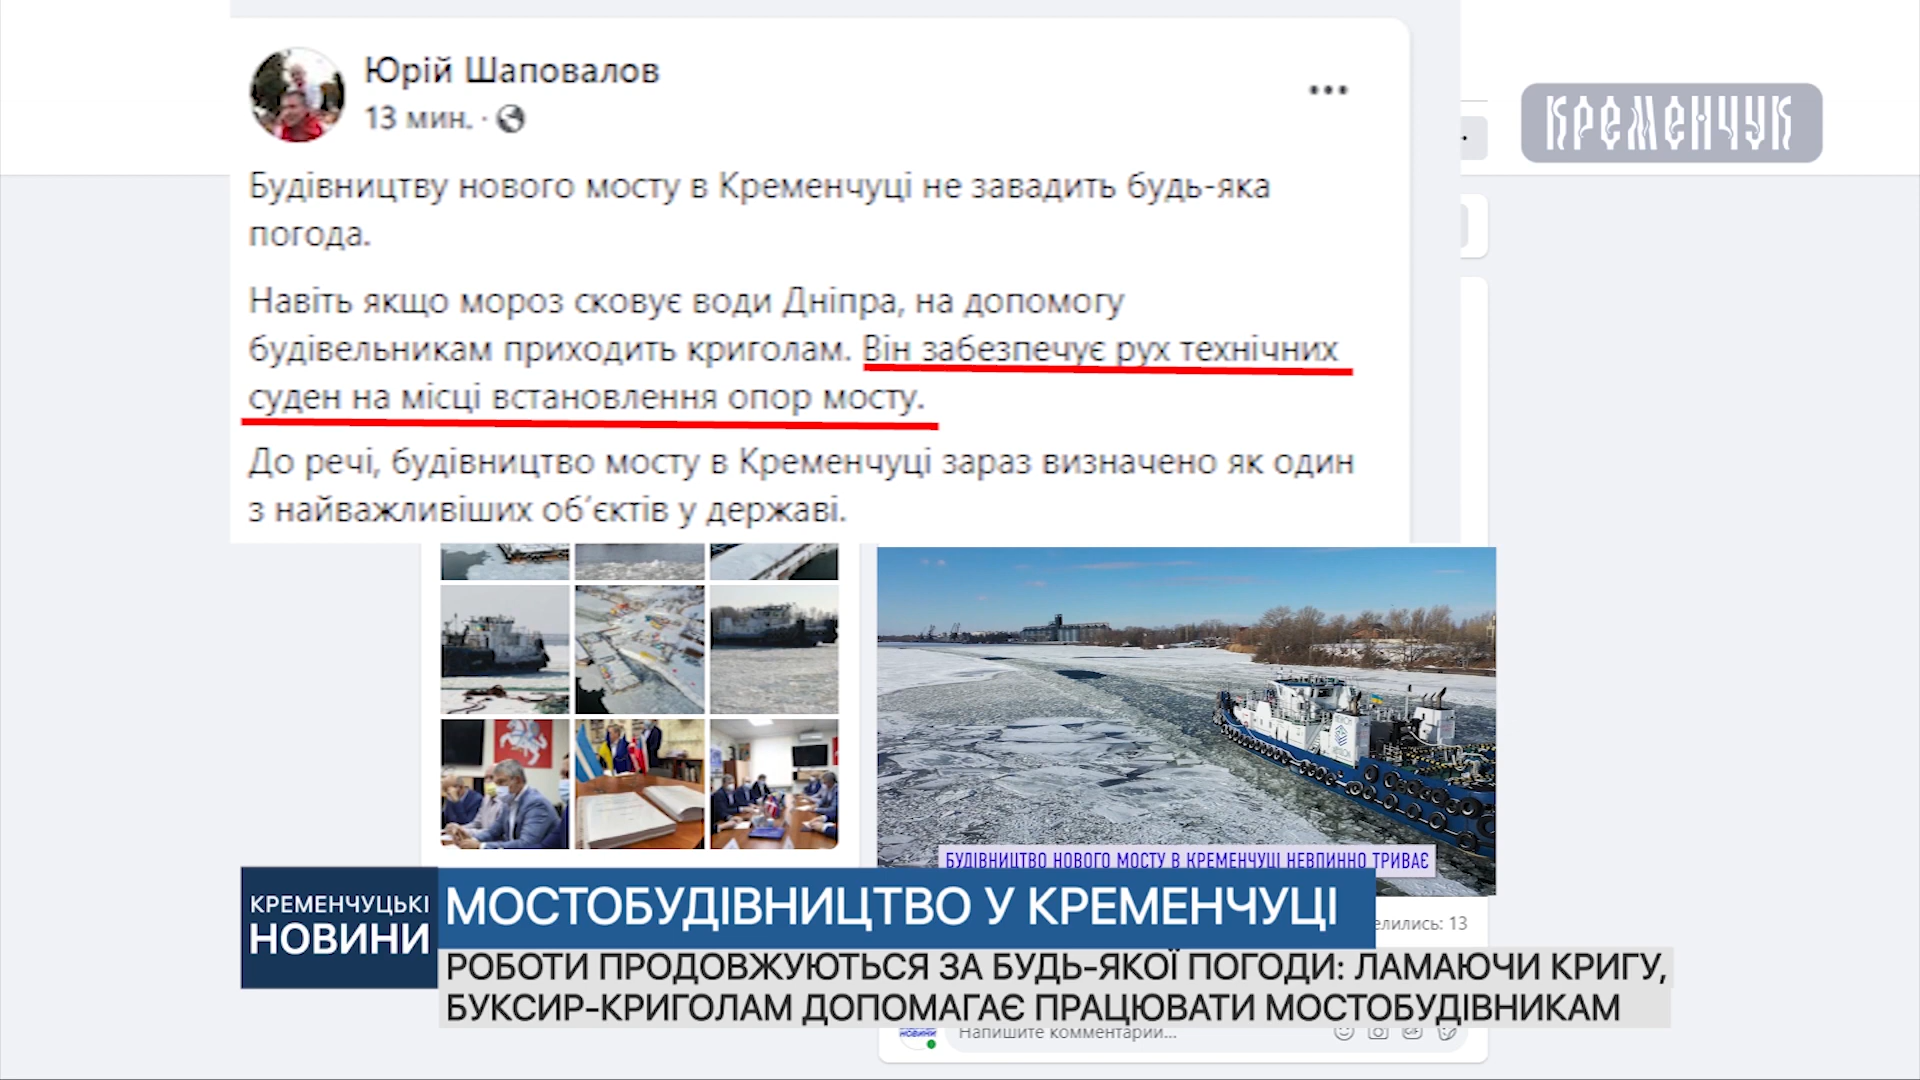 Юрій Шаповалов
13 мин. ·
КРЕМЕНЧУК
Будівництву нового мосту в Кременчуці не завадить будь-яка
погода.
Навіть якщо мороз сковує води Дніпра, на допомогу
будівельникам приходить криголам. Він забезпечує рух технічних
суден на місці встановлення опор мосту.
До речі, будівництво мосту в Кременчуці зараз визначено як один
з найважливіших об‘єктів у державі.
БУДІВНИЦТВО НОВОГО МОСТУ В КРЕМЕНЧУЦІ НЕВПИННО ТРИВАЄ
КРЕМЕНЧУЦЬКІ
НОВИНИ
МОСТОБУДІВНИЦТВО У КРЕМЕНЧУЦІ
елились: 13
РОБОТИ ПРОДОВЖУЮТЬСЯ ЗА БУДЬ-ЯКОЇ ПОГОДИ: ЛАМАЮЧИ КРИГУ,
БУКСИР-КРИГОЛАМ ДОПОМАГАЄ ПРАЦЮВАТИ МОСТОБУДІВНИКАМ
НОВИНИ
Напишите комментарий...